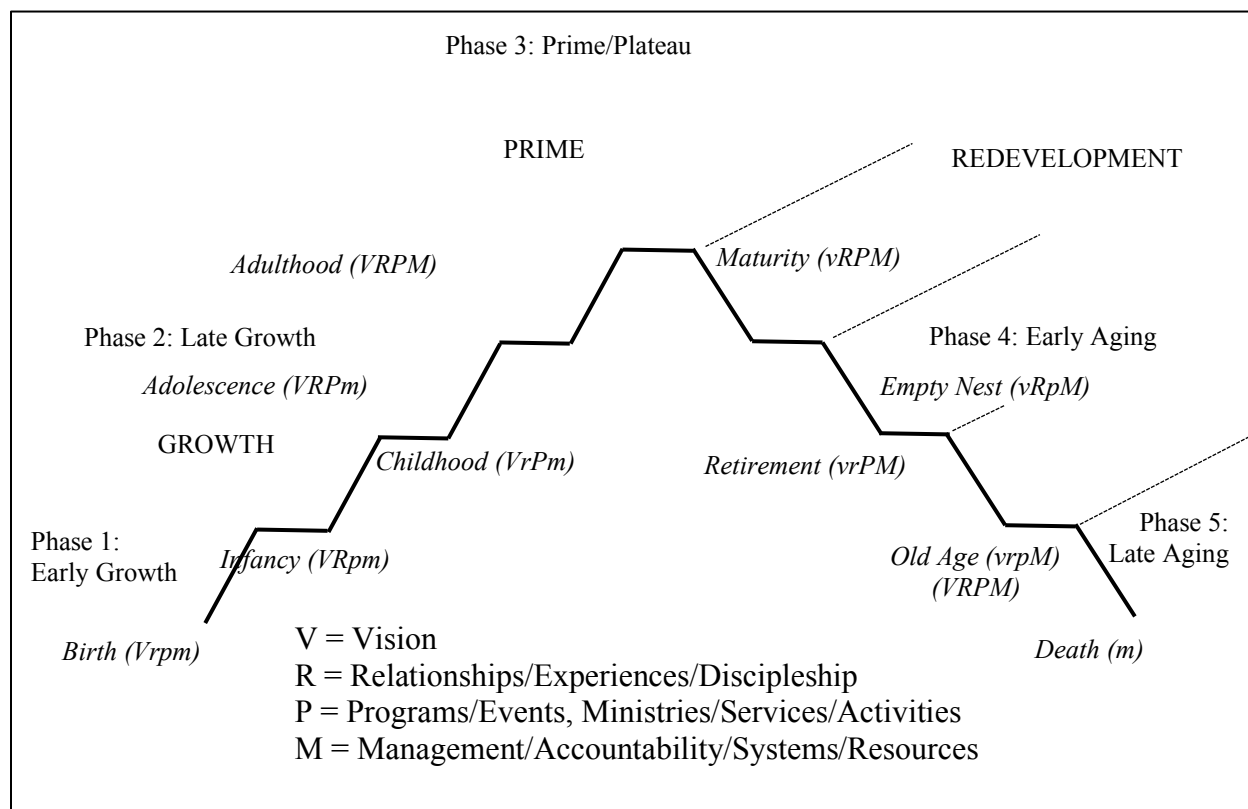 Phase 3: Prime/Plateau
PRIME
REDEVELOPMENT
Adulthood (VRPM)
Maturity (vRPM)
Phase 2: Late Growth
Phase 4: Early Aging
Adolescence (VRPm)
Empty Nest (vRpM)
GROWTH
Childhood (VrPm)
Retirement (vrPM)
Phase 1:
Early Growth
Infancy (VRpm)
Phase 5:
Late Aging
Old Age (vrpM)
(VRPM)
Birth (Vrpm)
Death (m)
V = Vision
R = Relationships/Experiences/Discipleship
P = Programs/Events, Ministries/Services/Activities
M = Management/Accountability/Systems/Resources